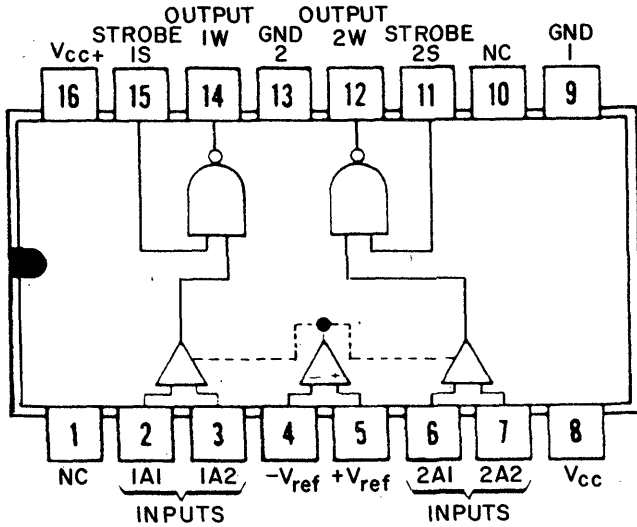 Vcc+
STROBE 1S
OUTPUT 1W
GND 2
OUTPUT 2W
STROBE 2S
NC
GND 1
16 15 14 13 12 11 10 9
- +
1 2 3 4 5 6 7 8
NC 1A1 1A2 -Vref +Vref 2A1 2A2 Vcc
INPUTS INPUTS